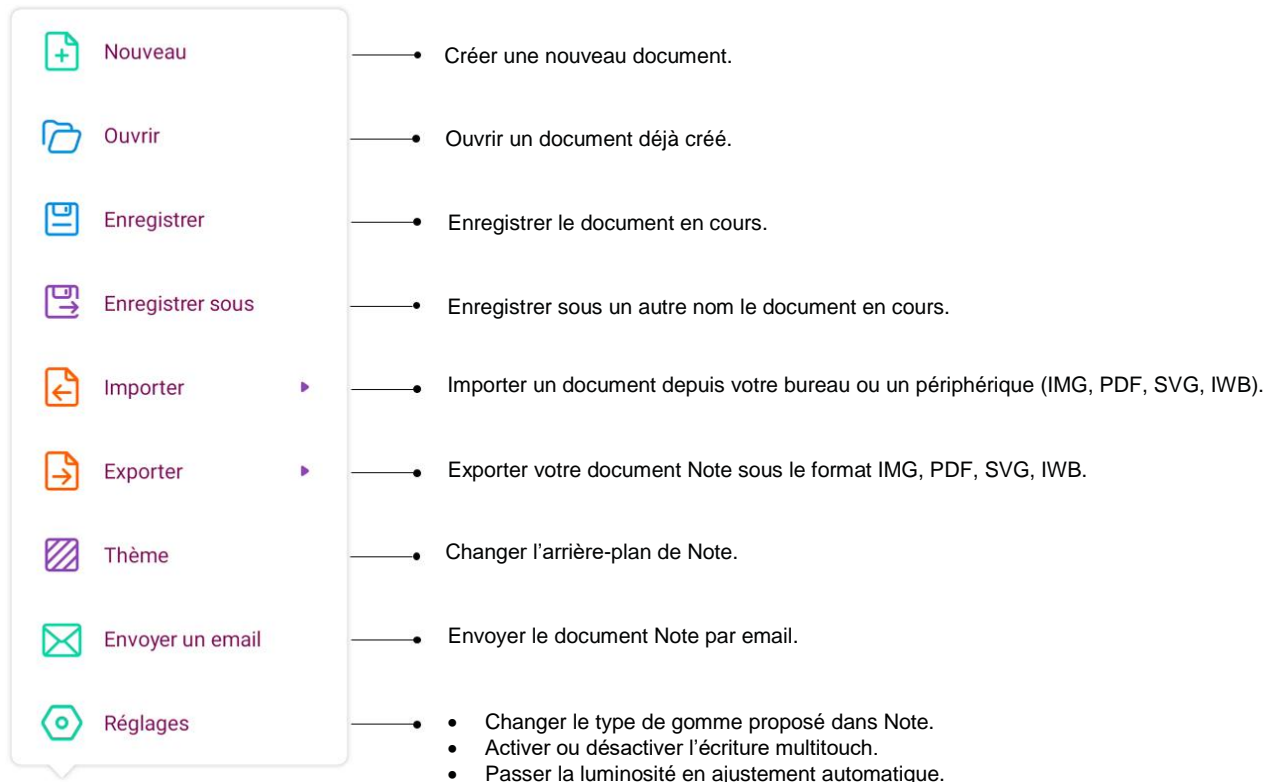 Nouveau
Créer une nouveau document.
Ouvrir
Ouvrir un document déjà créé.
Enregistrer
Enregistrer le document en cours.
Enregistrer sous
Enregistrer sous un autre nom le document en cours.
Importer
Importer un document depuis votre bureau ou un périphérique (IMG, PDF, SVG, IWB).
Exporter
Exporter votre document Note sous le format IMG, PDF, SVG, IWB.
Thème
Changer l’arrière-plan de Note.
Envoyer un email
Envoyer le document Note par email.
Réglages
• Changer le type de gomme proposé dans Note.
• Activer ou désactiver l’écriture multitouch.
• Passer la luminosité en ajustement automatique.